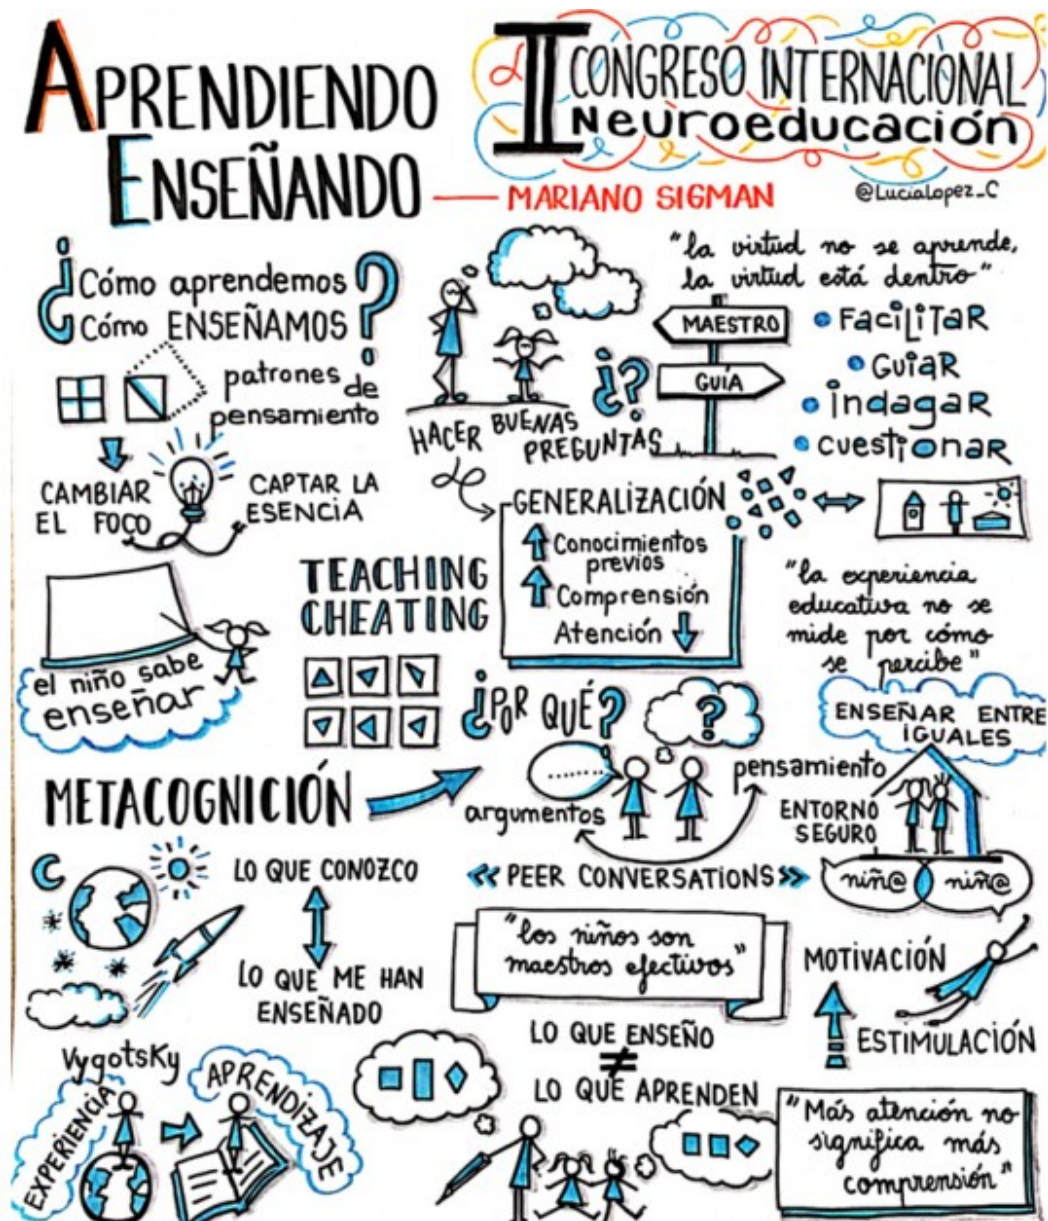 APRENDIENDO
ENSEÑANDO
MARIANO SIGMAN
II CONGRESO INTERNACIONAL
Neuroeducación
@LuciaLopez_C
¿Cómo aprendemos
Cómo ENSEÑAMOS?
patrones de
pensamiento
CAMBIAR
EL FOCO
CAPTAR LA
ESENCIA
HACER BUENAS
PREGUNTAS
¿?
"la virtud no se aprende,
la virtud está dentro"
MAESTRO
GUÍA
• FaciLiTaR
• GuiaR
• indagaR
• cuestionaR
GENERALIZACIÓN
Conocimientos
previos
Comprensión
Atención
"la experiencia
educativa no se
mide por cómo
se percibe"
TEACHING
CHEATING
el niño sabe
enseñar
¿POR QUÉ?
?
argumentos
pensamiento
ENSEÑAR ENTRE
IGUALES
ENTORNO
SEGURO
niñ@ niñ@
METACOGNICIÓN
LO QUE CONOZCO
LO QUE ME HAN
ENSEÑADO
<< PEER CONVERSATIONS >>
"los niños son
maestros efectivos"
MOTIVACIÓN
ESTIMULACIÓN
LO QUE ENSEÑO
≠
LO QUE APRENDEN
Vygotsky
EXPERIENCIA
APRENDIZAJE
"Más atención no
significa más
comprensión"